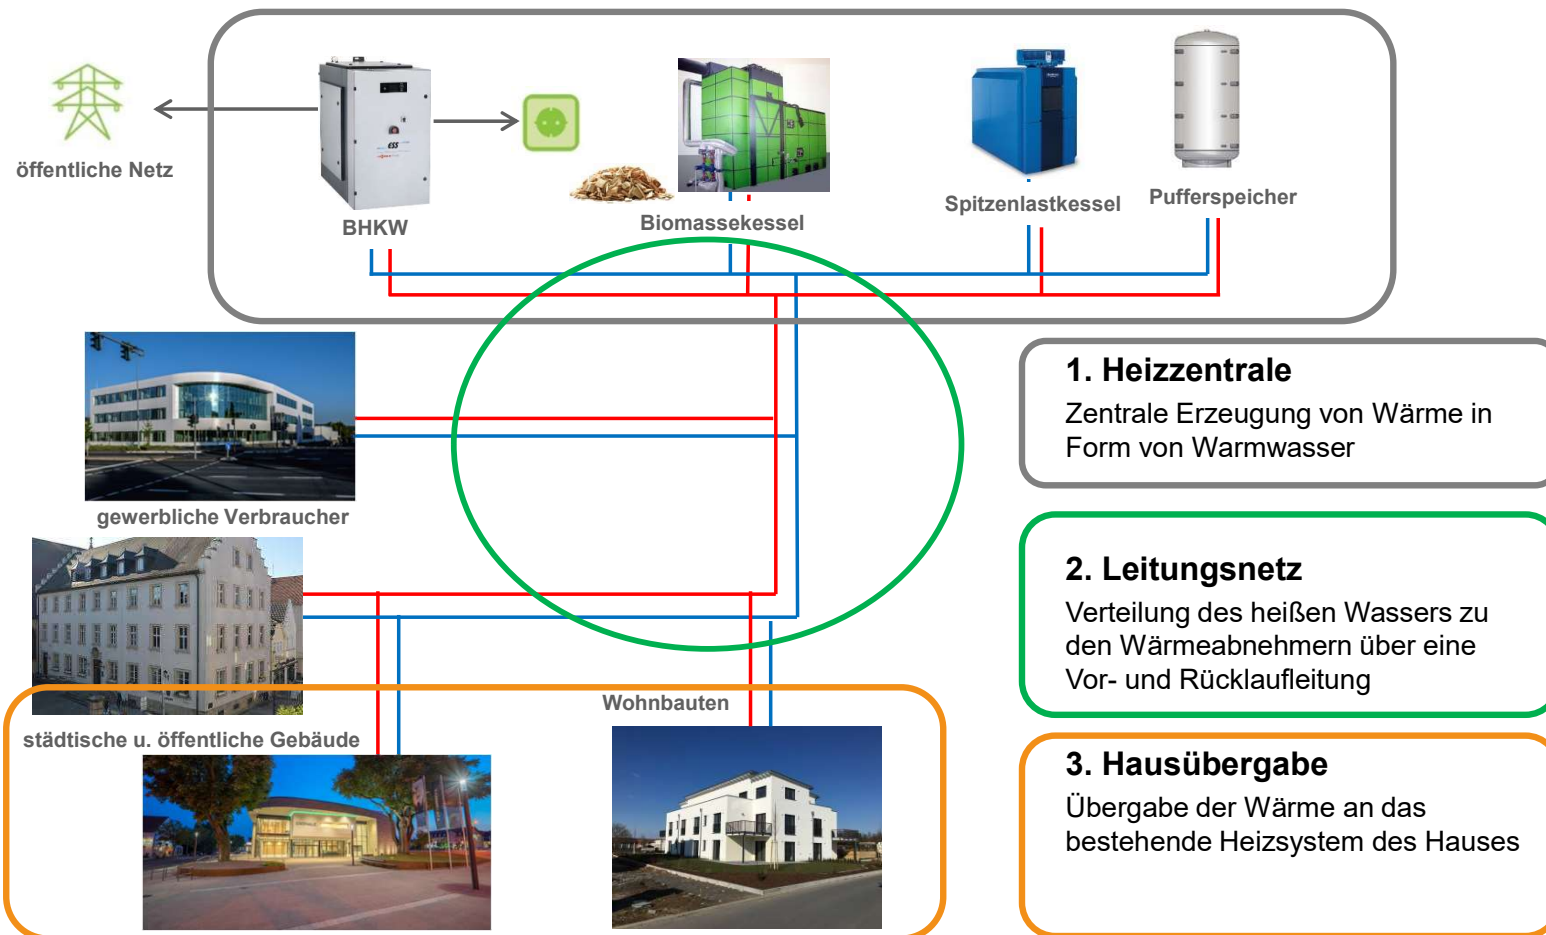 öffentliche Netz
ESS
BHKW
Biomassekessel
Spitzenlastkessel
Pufferspeicher
gewerbliche Verbraucher
städtische u. öffentliche Gebäude
Wohnbauten
1. Heizzentrale
Zentrale Erzeugung von Wärme in
Form von Warmwasser
2. Leitungsnetz
Verteilung des heißen Wassers zu
den Wärmeabnehmern über eine
Vor- und Rücklaufleitung
3. Hausübergabe
Übergabe der Wärme an das
bestehende Heizsystem des Hauses